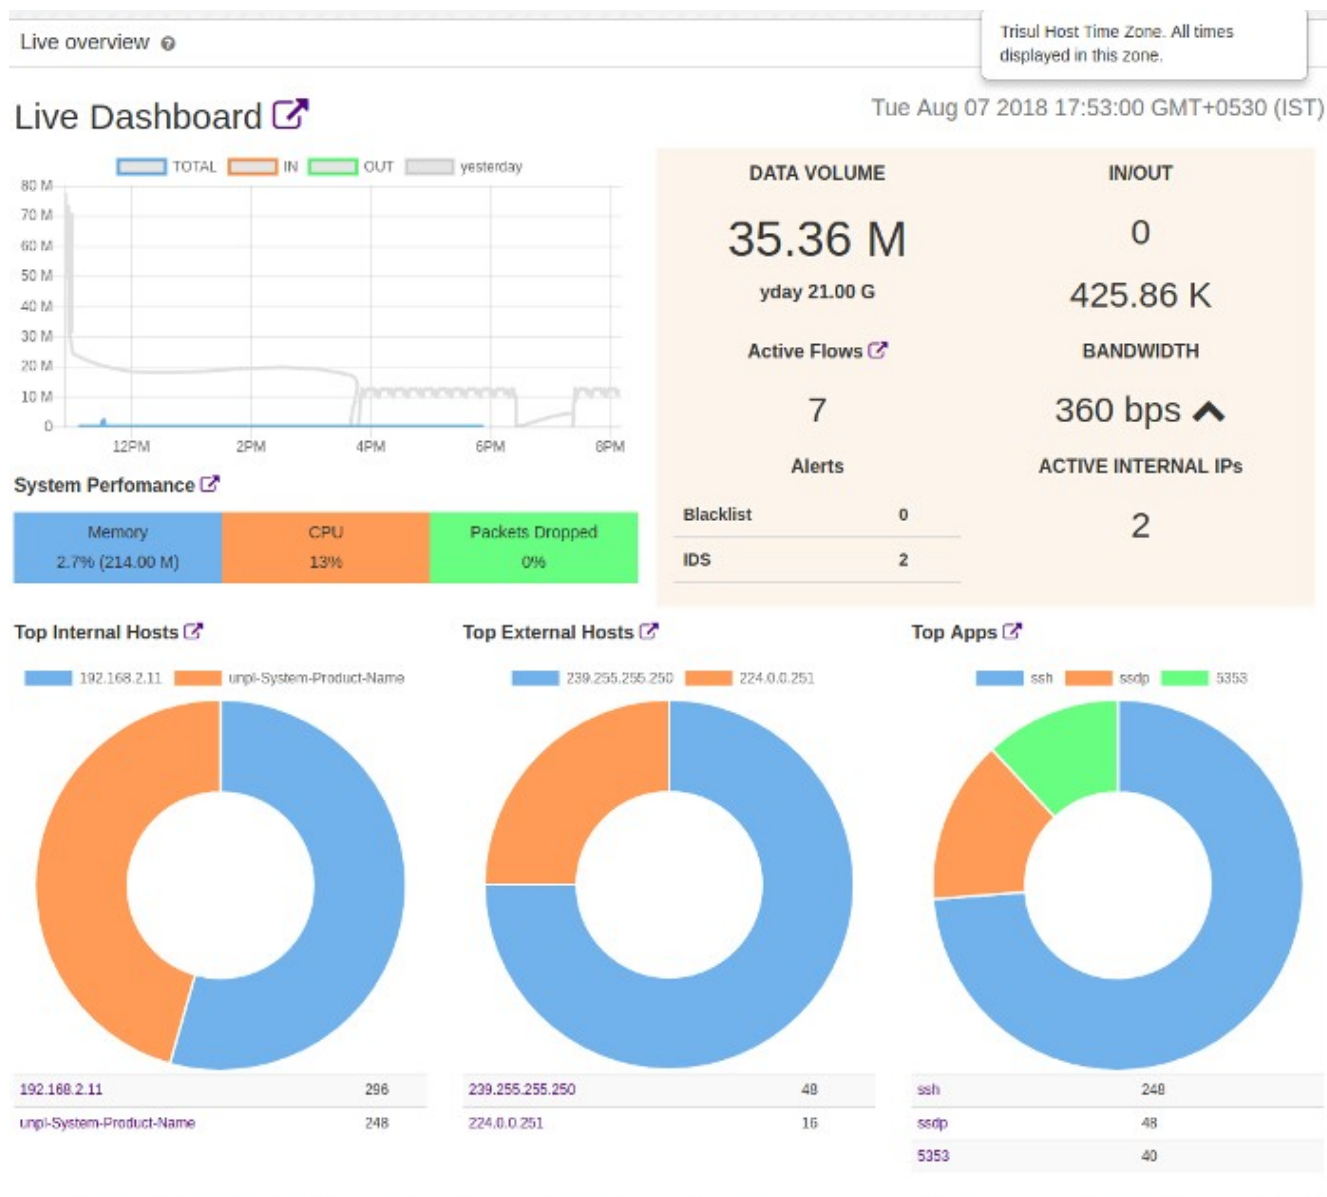 Live overview
Trisul Host Time Zone. All times
displayed in this zone.
Live Dashboard
Tue Aug 07 2018 17:53:00 GMT+0530 (IST)
TOTAL IN OUT yesterday
80 M
70 M
60 M
50 M
40 M
30 M
20 M
10 M
0
12PM 2PM 4PM 6PM 8PM
DATA VOLUME IN/OUT
35.36 M 0
yday 21.00 G 425.86 K
Active Flows BANDWIDTH
7 360 bps
Alerts ACTIVE INTERNAL IPs
Blacklist 0
2
IDS 2
System Perfomance
Memory CPU Packets Dropped
2.7% (214.00 M) 13% 0%
Top Internal Hosts
192.168.2.11 unpl-System-Product-Name
192.168.2.11 296
unpl-System-Product-Name 248
Top External Hosts
239.255.255.250 224.0.0.251
239.255.255.250 48
224.0.0.251 16
Top Apps
ssh ssdp 5353
ssh 248
ssdp 48
5353 40